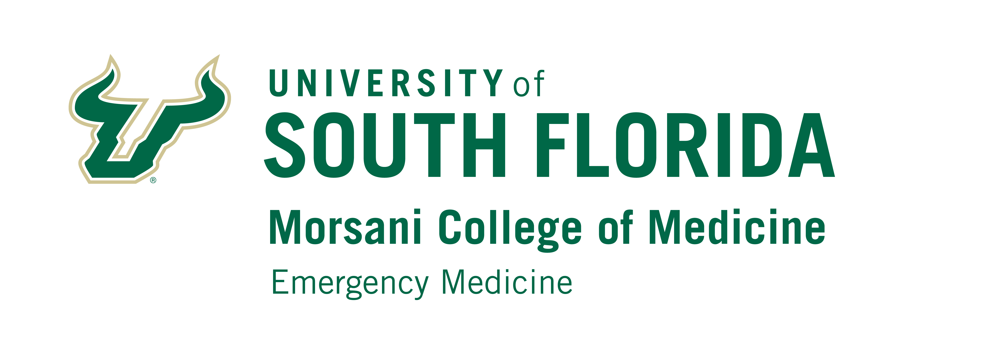 UNIVERSITY of
SOUTH FLORIDA
Morsani College of Medicine
Emergency Medicine
®